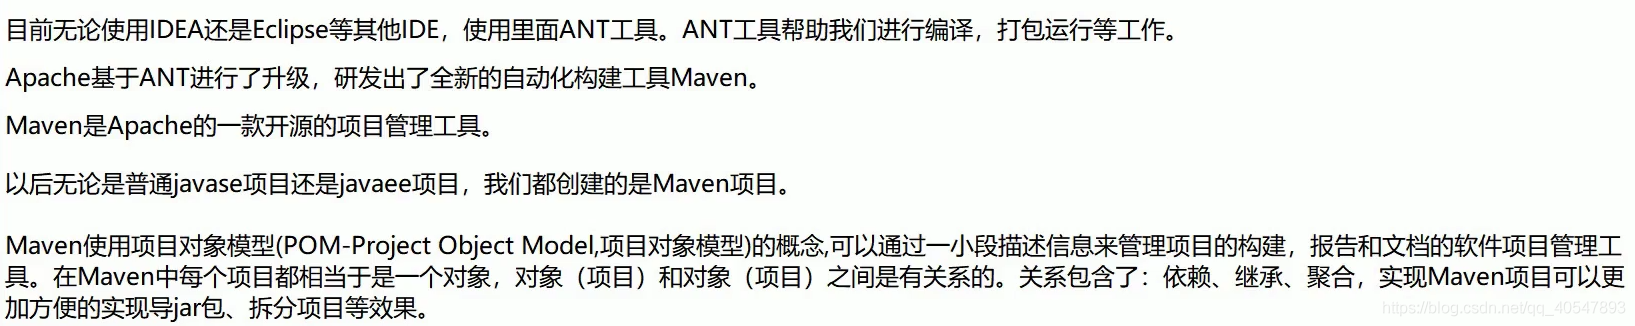 目前无论使用IDEA还是Eclipse等其他IDE，使用里面ANT工具。ANT工具帮助我们进行编译，打包运行等工作。
Apache基于ANT进行了升级，研发出了全新的自动化构建工具Maven。
Maven是Apache的一款开源的项目管理工具。
以后无论是普通javase项目还是javaee项目，我们都创建的是Maven项目。
Maven使用项目对象模型(POM-Project Object Model,项目对象模型)的概念,可以通过一小段描述信息来管理项目的构建，报告和文档的软件项目管理工
具。在Maven中每个项目都相当于是一个对象，对象（项目）和对象（项目）之间是有关系的。关系包含了：依赖、继承、聚合，实现Maven项目可以更
加方便的实现导jar包、拆分项目等效果。
https://blog.csdn.net/qq_40547893